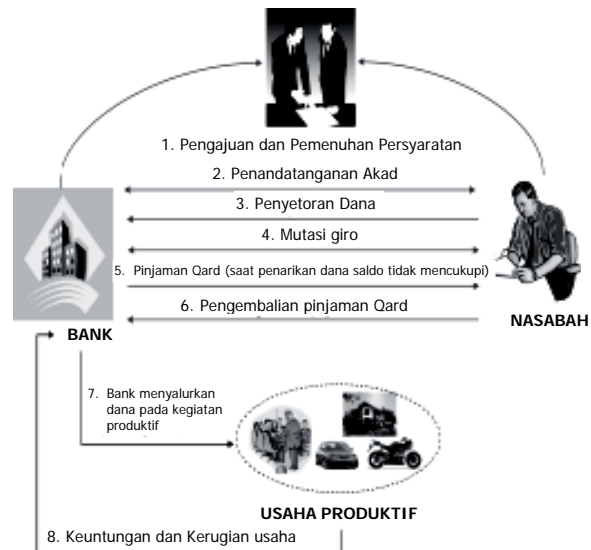 1. Pengajuan dan Pemenuhan Persyaratan
2. Penandatanganan Akad
3. Penyetoran Dana
4. Mutasi giro
5. Pinjaman Qard (saat penarikan dana saldo tidak mencukupi)
6. Pengembalian pinjaman Qard
NASABAH
BANK
7. Bank menyalurkan
dana pada kegiatan
produktif
USAHA PRODUKTIF
8. Keuntungan dan Kerugian usaha